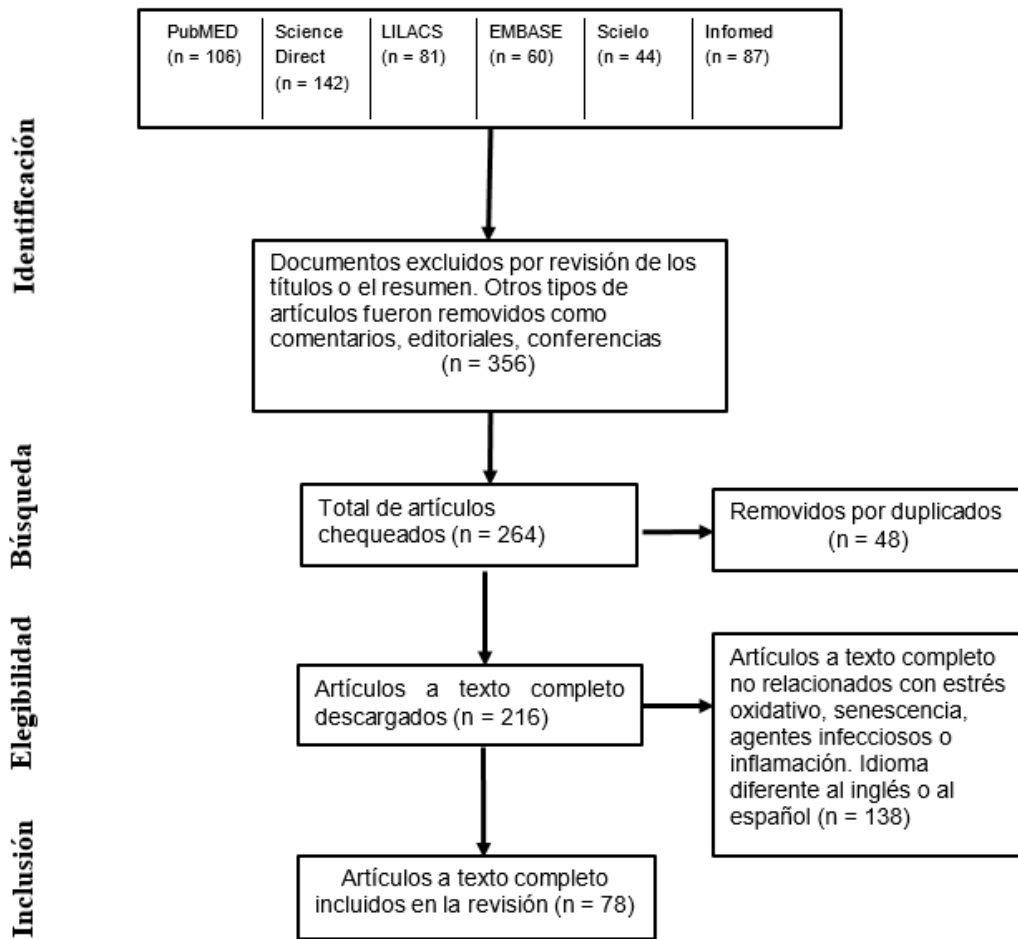 PubMED
(n = 106)
Science
Direct
(n = 142)
LILACS
(n = 81)
EMBASE
(n = 60)
Scielo
(n = 44)
Infomed
(n = 87)
Identificación
Documentos excluidos por revisión de los
títulos o el resumen. Otros tipos de
artículos fueron removidos como
comentarios, editoriales, conferencias
(n = 356)
Búsqueda
Total de artículos
chequeados (n = 264)
Removidos por duplicados
(n = 48)
Elegibilidad
Artículos a texto completo
descargados (n = 216)
Artículos a texto completo
no relacionados con estrés
oxidativo, senescencia,
agentes infecciosos o
inflamación. Idioma
diferente al inglés o al
español (n = 138)
Inclusión
Artículos a texto completo
incluidos en la revisión (n = 78)